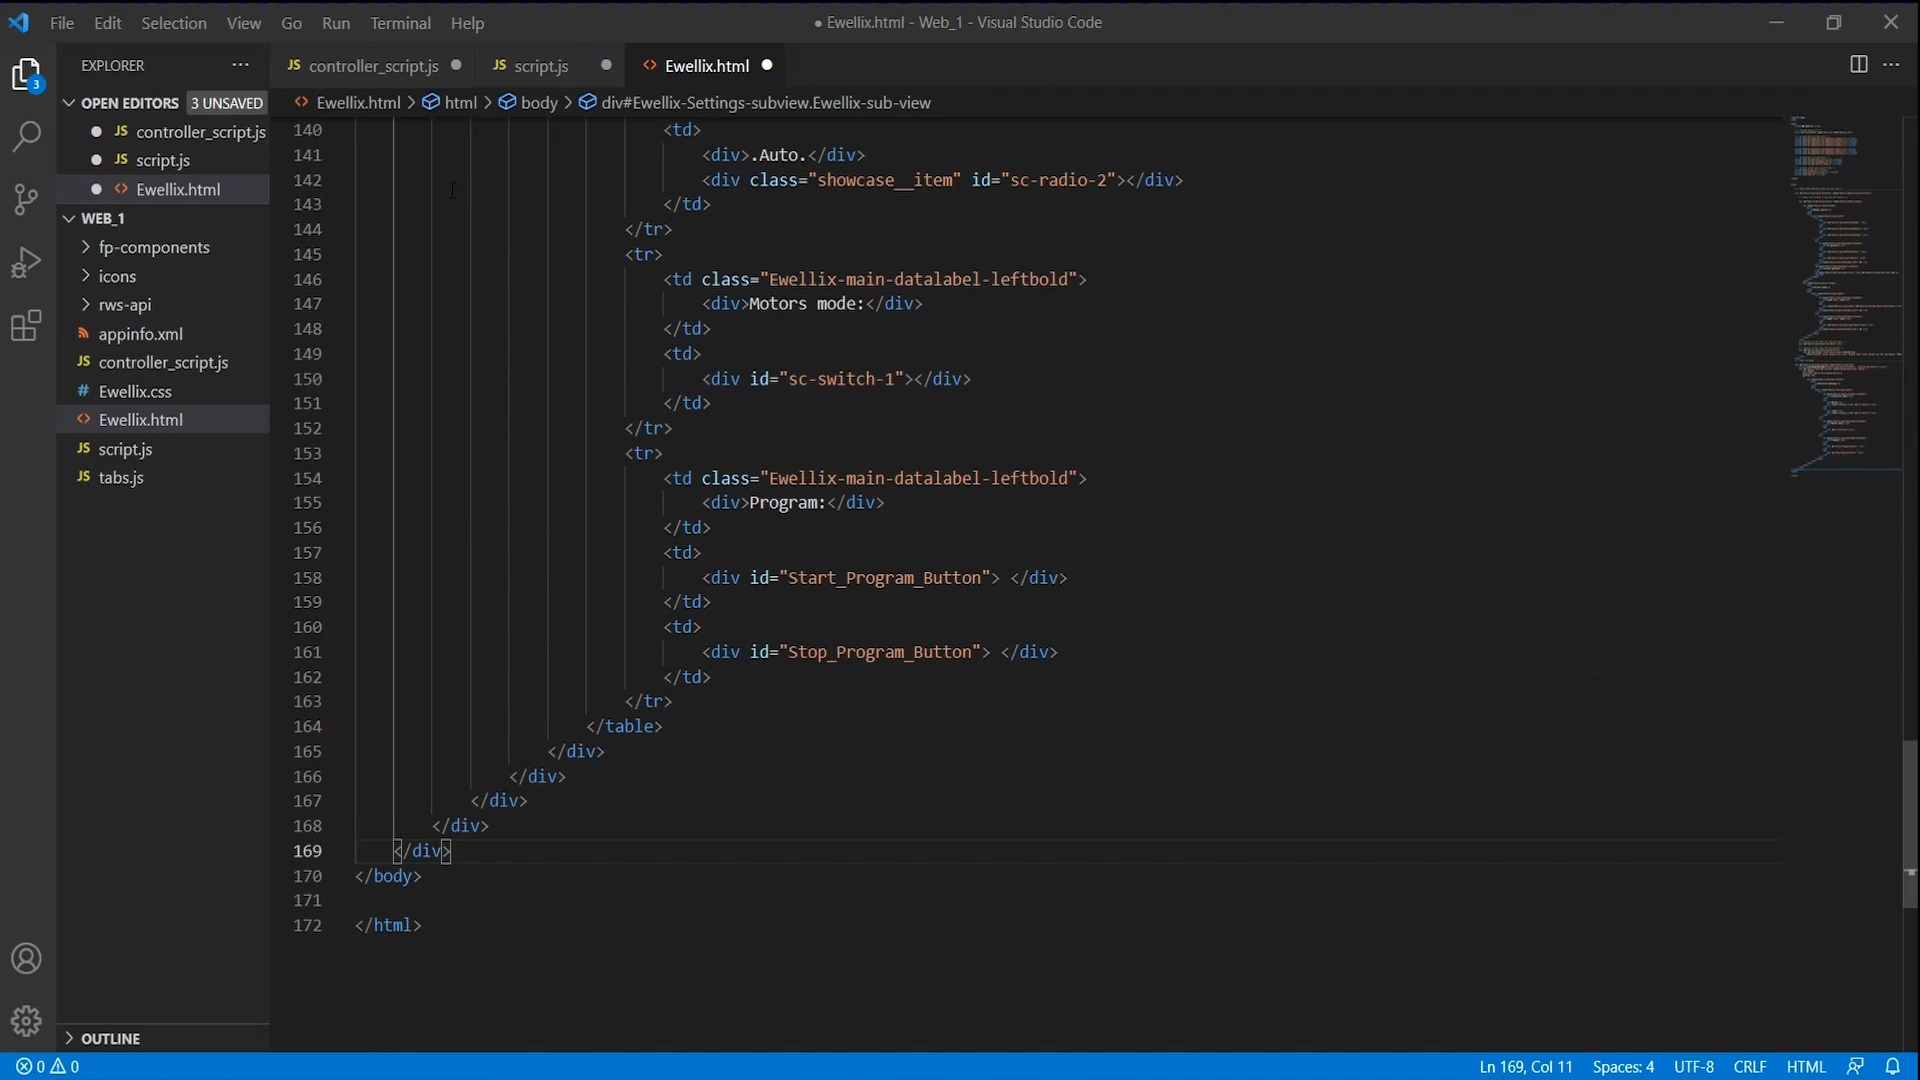 File Edit Selection View Go Run Terminal Help
● Ewellix.html - Web_1 - Visual Studio Code
EXPLORER
JS controller_script.js
JS script.js
<> Ewellix.html
OPEN EDITORS 3 UNSAVED
JS controller_script.js
JS script.js
<> Ewellix.html
WEB_1
fp-components
icons
rws-api
appinfo.xml
JS controller_script.js
# Ewellix.css
<> Ewellix.html
JS script.js
JS tabs.js
OUTLINE
3
<> Ewellix.html > html > body > div#Ewellix-Settings-subview.Ewellix-sub-view
140 <td>
141 <div>.Auto.</div>
142 <div class="showcase__item" id="sc-radio-2"></div>
143 </td>
144 </tr>
145 <tr>
146 <td class="Ewellix-main-datalabel-leftbold">
147 <div>Motors mode:</div>
148 </td>
149 <td>
150 <div id="sc-switch-1"></div>
151 </td>
152 </tr>
153 <tr>
154 <td class="Ewellix-main-datalabel-leftbold">
155 <div>Program:</div>
156 </td>
157 <td>
158 <div id="Start_Program_Button"> </div>
159 </td>
160 <td>
161 <div id="Stop_Program_Button"> </div>
162 </td>
163 </tr>
164 </table>
165 </div>
166 </div>
167 </div>
168 </div>
169 </div>
170 </body>
171
172 </html>
0 0
Ln 169, Col 11 Spaces: 4 UTF-8 CRLF HTML